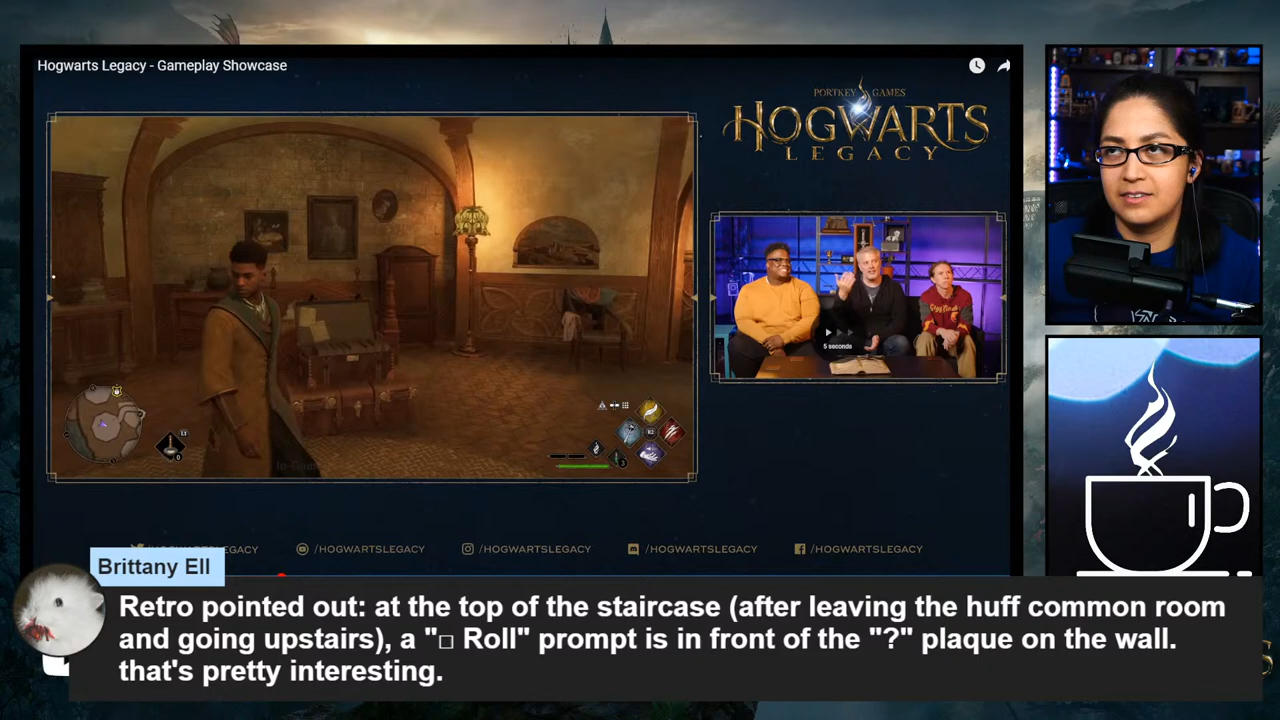 Hogwarts Legacy - Gameplay Showcase
PORTKEY GAMES
HOGWARTS
LEGACY
5 seconds
/HOGWARTSLEGACY
/HOGWARTSLEGACY
/HOGWARTSLEGACY
/HOGWARTSLEGACY
Brittany Ell
Retro pointed out: at the top of the staircase (after leaving the huff common room
and going upstairs), a "□ Roll" prompt is in front of the "?" plaque on the wall.
that's pretty interesting.